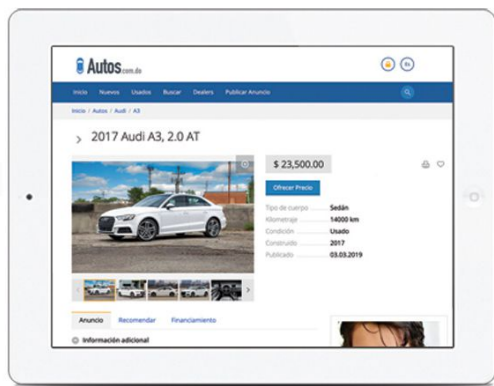 Autos.com.do
Es
Inicio Nuevos Usados Buscar Dealers Publicar Anuncio
Inicio / Autos / Audi / A3
2017 Audi A3, 2.0 AT
$ 23,500.00
Ofrecer Precio
Tipo de cuerpo Sedán
Kilometraje 14000 km
Condición Usado
Construido 2017
Publicado 03.03.2019
Anuncio Recomendar Financiamiento
Información adicional